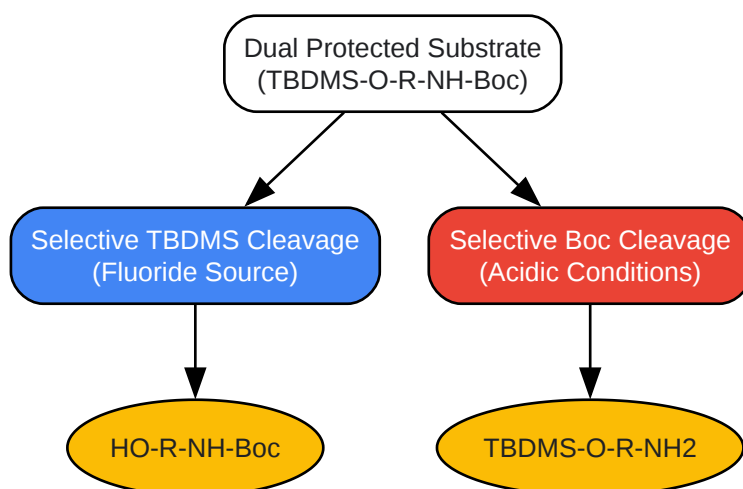 Dual Protected Substrate
(TBDMS-O-R-NH-Boc)
Selective TBDMS Cleavage
(Fluoride Source)
Selective Boc Cleavage
(Acidic Conditions)
HO-R-NH-Boc
TBDMS-O-R-NH2